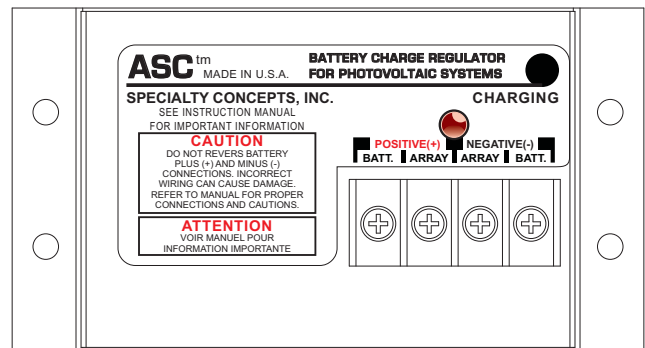 ASC tm
MADE IN U.S.A.
BATTERY CHARGE REGULATOR
FOR PHOTOVOLTAIC SYSTEMS
SPECIALTY CONCEPTS, INC.
SEE INSTRUCTION MANUAL
FOR IMPORTANT INFORMATION
CAUTION
DO NOT REVERS BATTERY
PLUS (+) AND MINUS (-)
CONNECTIONS. INCORRECT
WIRING CAN CAUSE DAMAGE.
REFER TO MANUAL FOR PROPER
CONNECTIONS AND CAUTIONS.
ATTENTION
VOIR MANUEL POUR
INFORMATION IMPORTANTE
CHARGING
POSITIVE(+) NEGATIVE(-)
BATT. ARRAY ARRAY BATT.